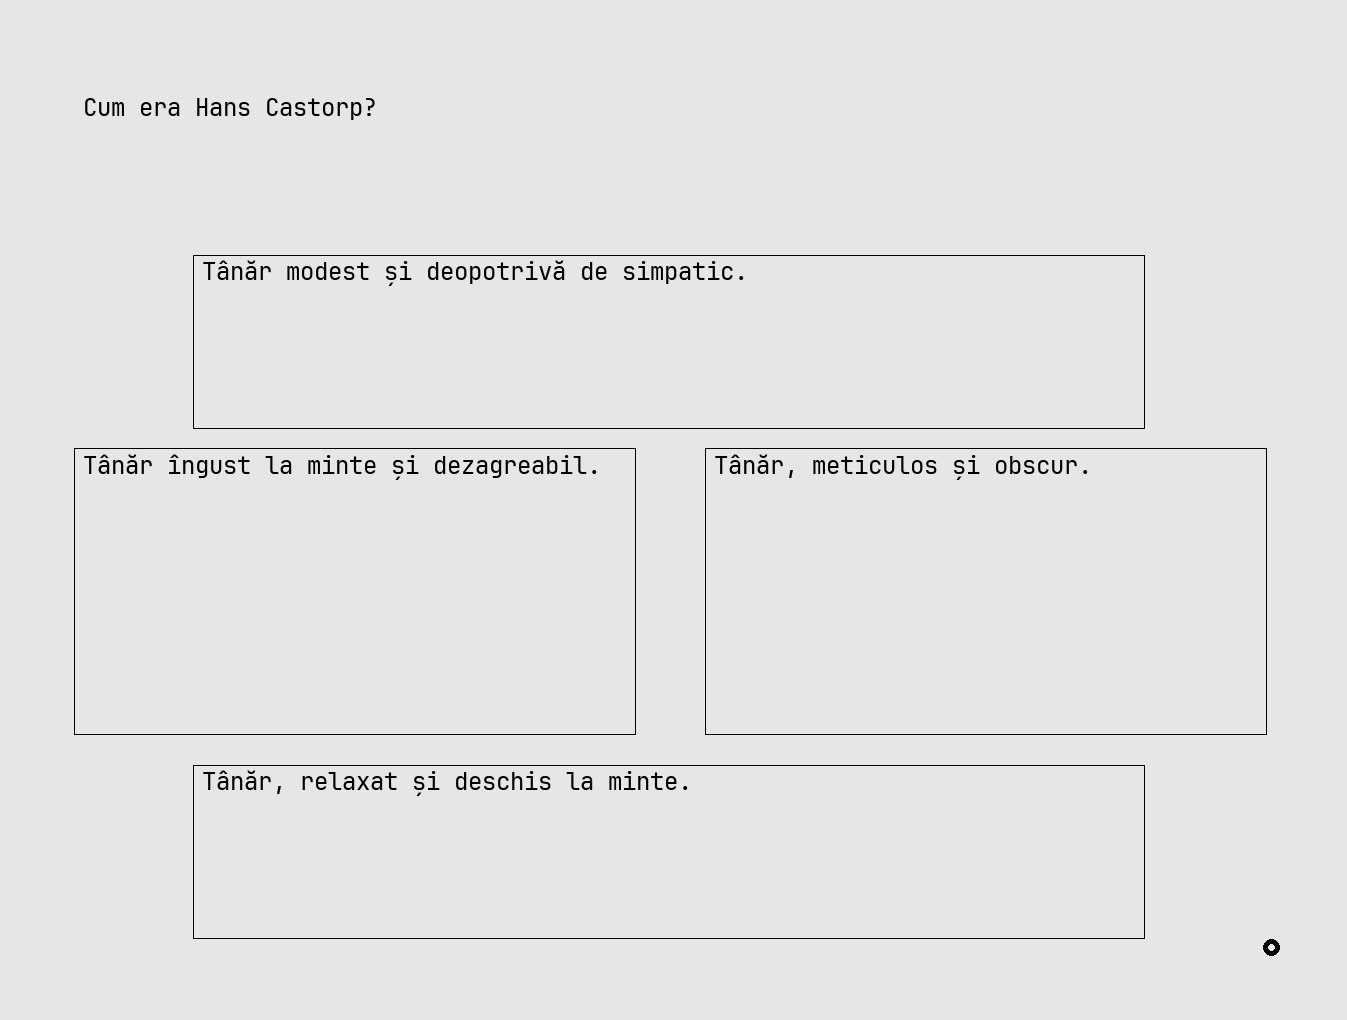 Cum era Hans Castorp?
Tânăr modest și deopotrivă de simpatic.
Tânăr îngust la minte și dezagreabil.
Tânăr, meticulos și obscur.
Tânăr, relaxat și deschis la minte.